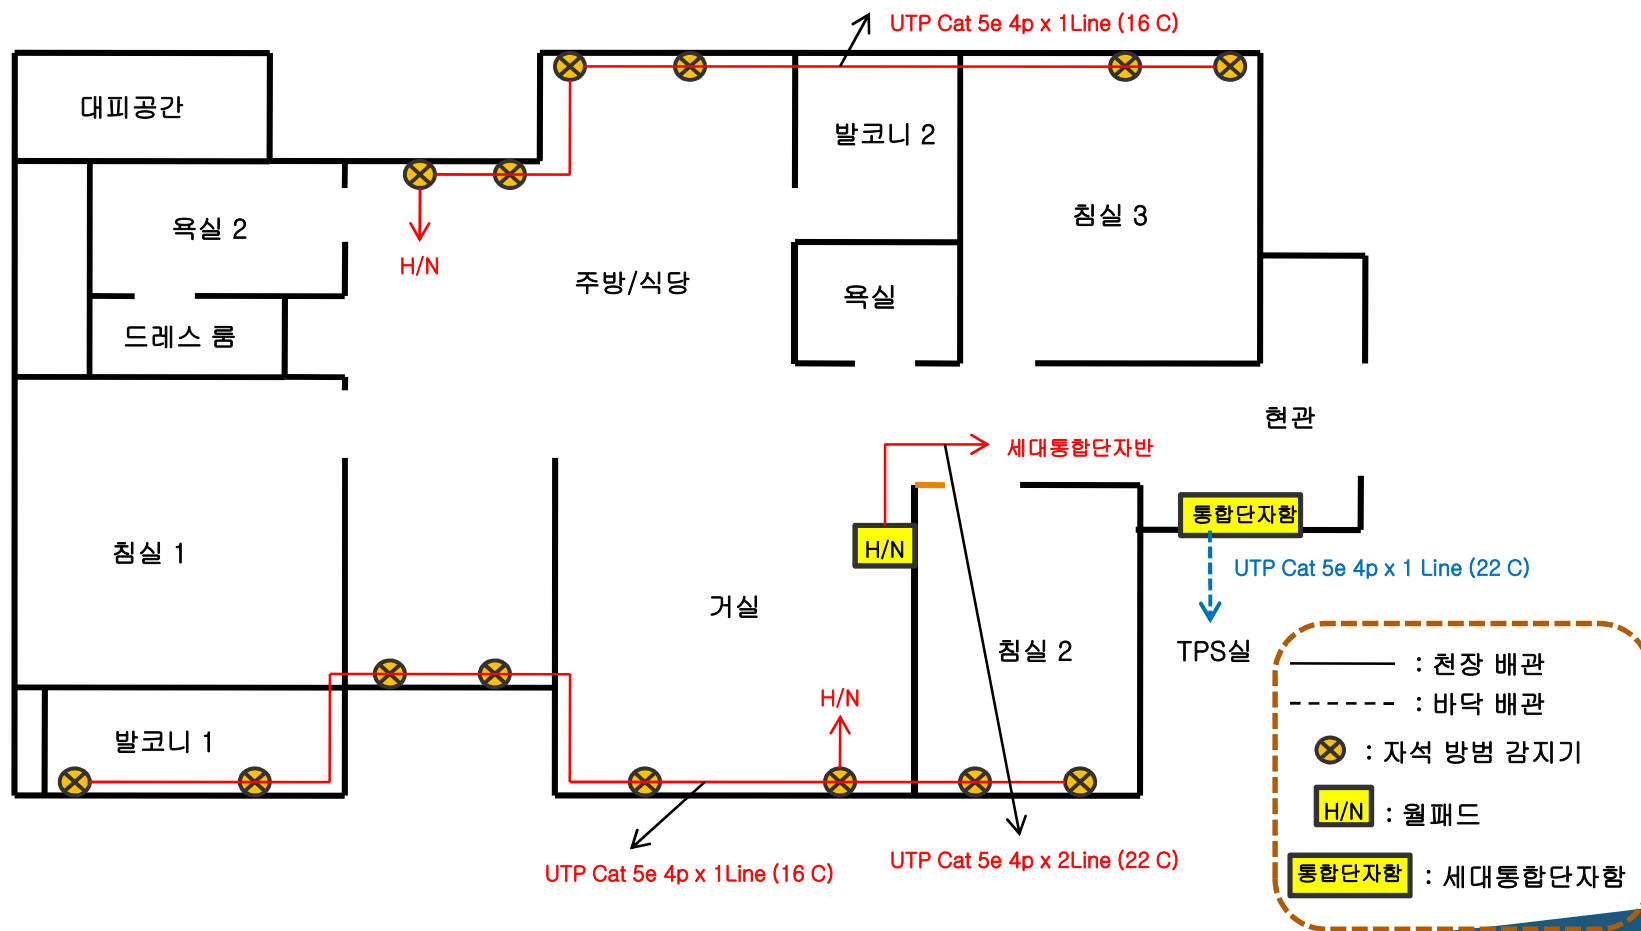 UTP Cat 5e 4p x 1Line (16 C)
대피공간
발코니 2
욕실 2
침실 3
H/N
주방/식당
욕실
드레스 룸
현관
세대통합단자반
통합단자함
침실 1
H/N
UTP Cat 5e 4p x 1 Line (22 C)
거실
침실 2
TPS실
: 천장 배관
H/N
: 바닥 배관
발코니 1
: 자석 방범 감지기
H/N
: 월패드
UTP Cat 5e 4p x 1Line (16 C)
UTP Cat 5e 4p x 2Line (22 C)
통합단자함
: 세대통합단자함